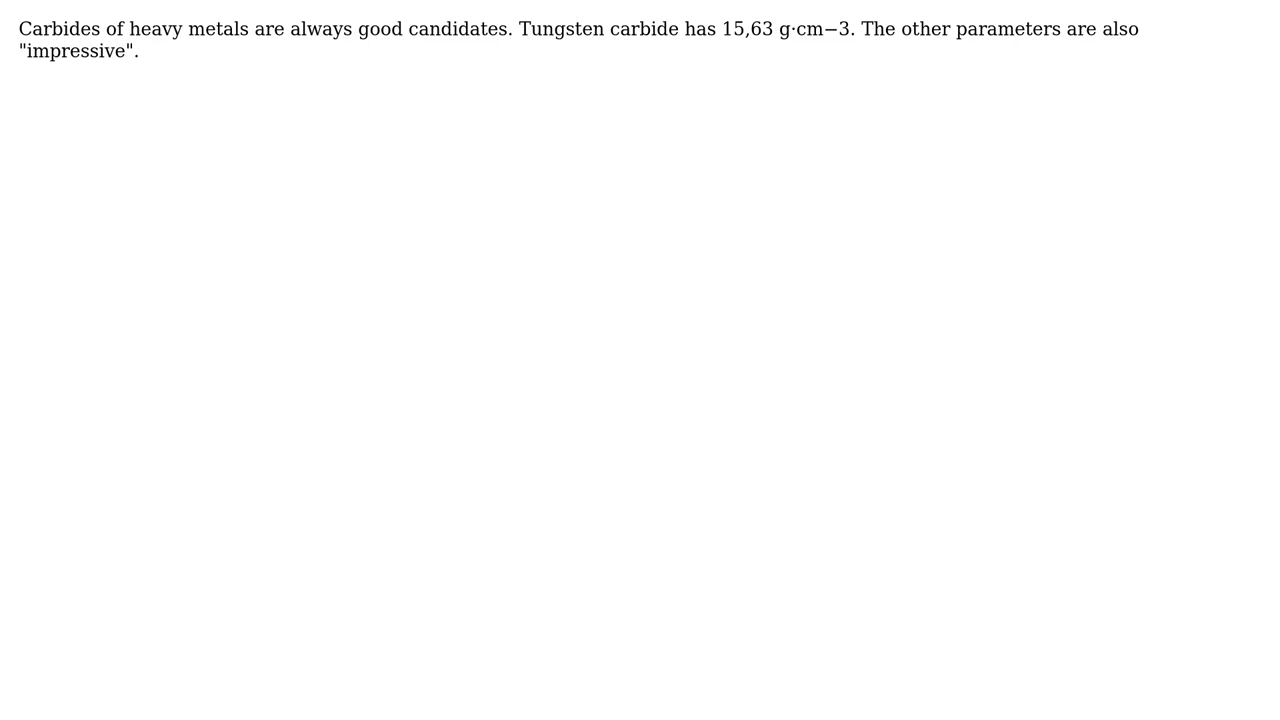 Carbides of heavy metals are always good candidates. Tungsten carbide has 15,63 g·cm−3. The other parameters are also
"impressive".